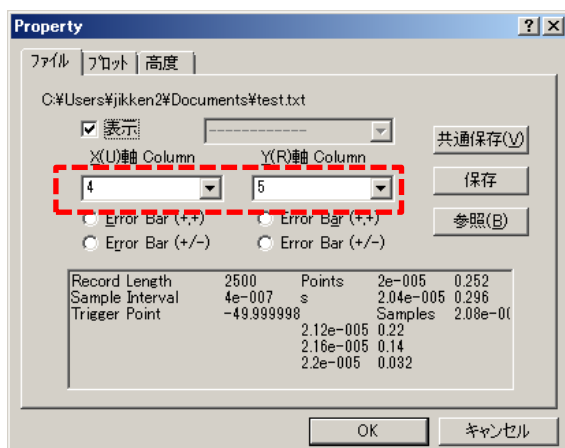 Property
ファイル プロット 高度
C:¥Users¥jikken2¥Documents¥test.txt
表示 ------------
共通保存(V)
X(U)軸 Column Y(R)軸 Column
4 5
保存
Error Bar (+,+) Error Bar (+,+)
参照(B)
Error Bar (+/-) Error Bar (+/-)
Record Length 2500 Points 2e-005 0.252
Sample Interval 4e-007 s 2.04e-005 0.296
Trigger Point -49.999998 Samples 2.08e-0(
2.12e-005 0.22
2.16e-005 0.14
2.2e-005 0.032
OK キャンセル